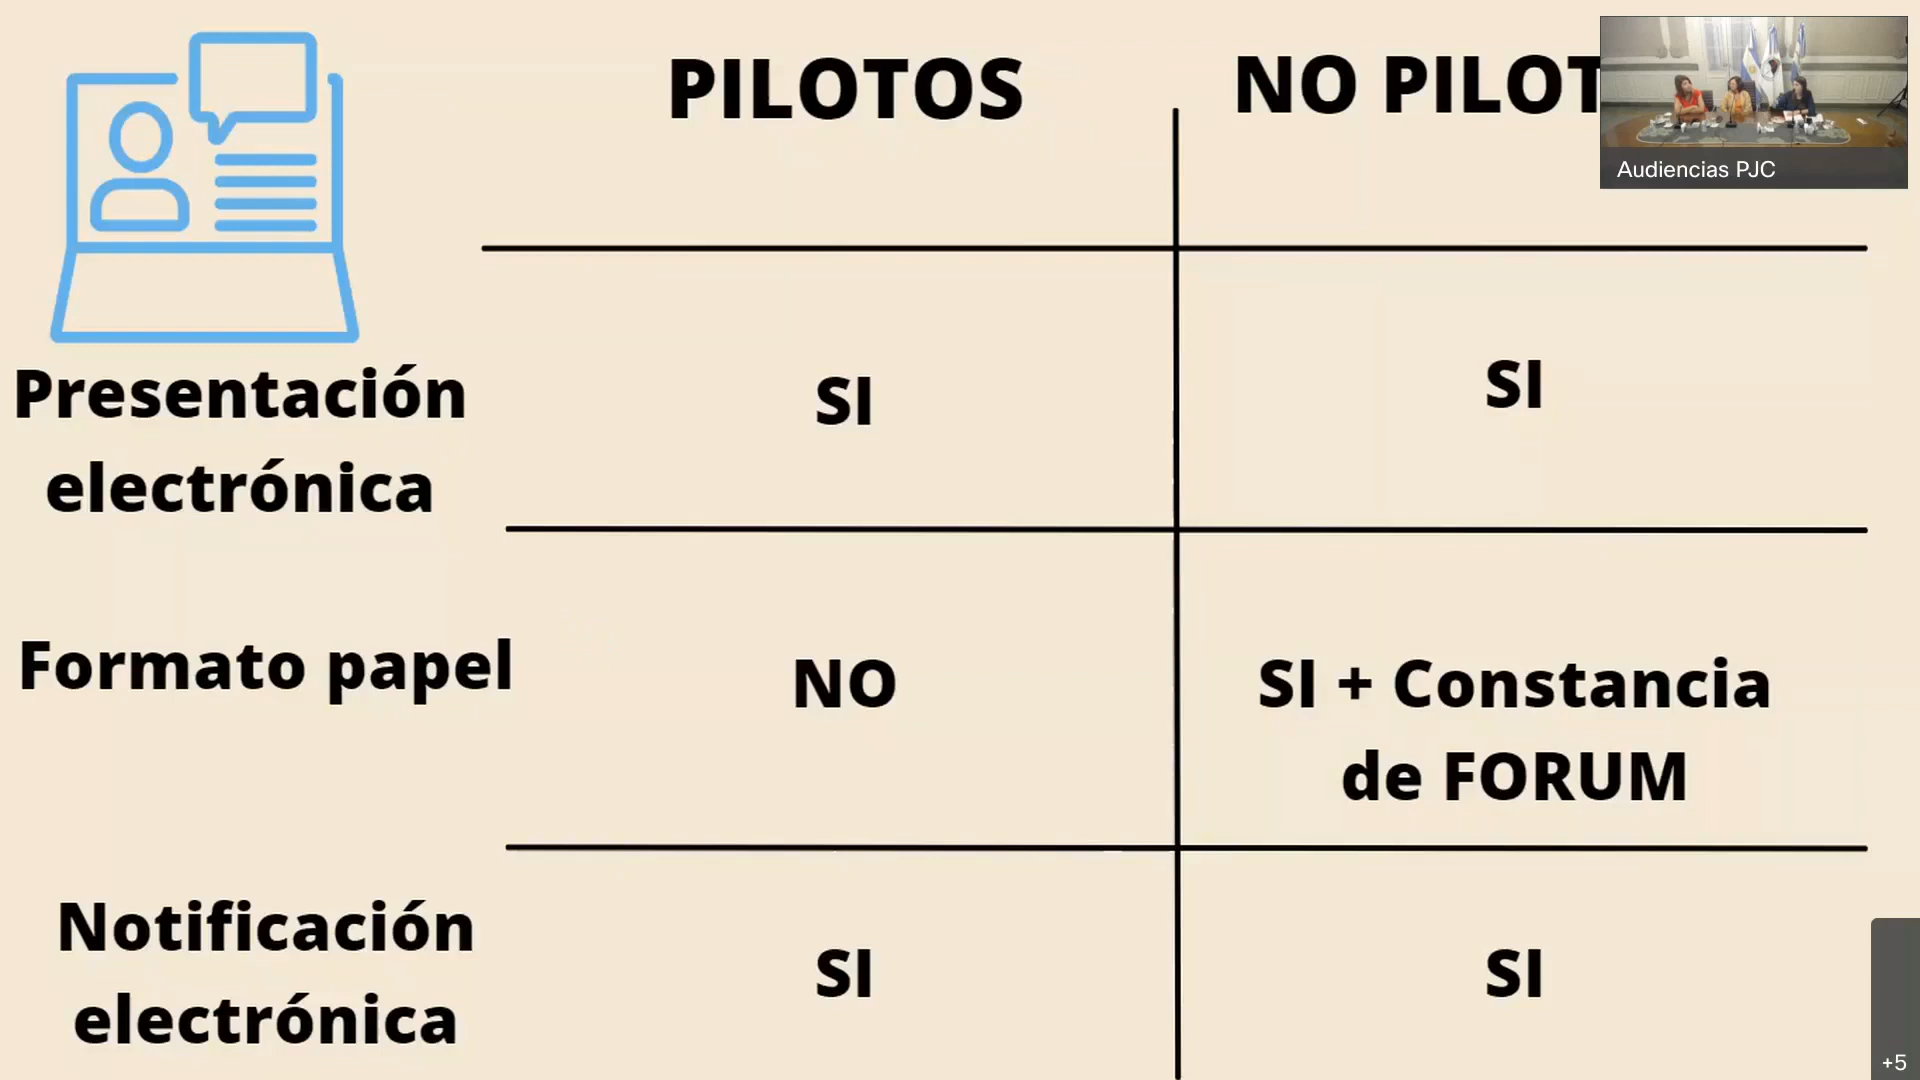 PILOTOS
NO PILOT
Audiencias PJC
Presentación
electrónica
SI
SI
Formato papel
NO
SI + Constancia
de FORUM
Notificación
electrónica
SI
SI
+5